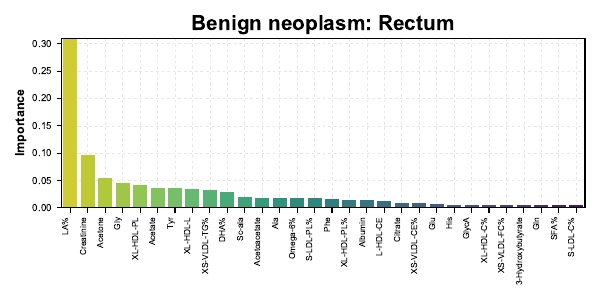 Benign neoplasm: Rectum
Importance
0.30
0.25
0.20
0.15
0.10
0.05
0.00
LA%
Creatinine
Acetone
Gly
XL-HDL-PL
Acetate
Tyr
XL-HDL-L
XS-VLDL-TG%
DHA%
Sc-ala
Acetoacetate
Ala
Omega-6%
S-LDL-PL%
Phe
XL-HDL-PL%
Albumin
L-HDL-CE
Citrate
XS-VLDL-CE%
Glu
His
GlycA
XL-HDL-C%
XS-VLDL-FC%
3-Hydroxybutyrate
Gln
SFA%
S-LDL-C%